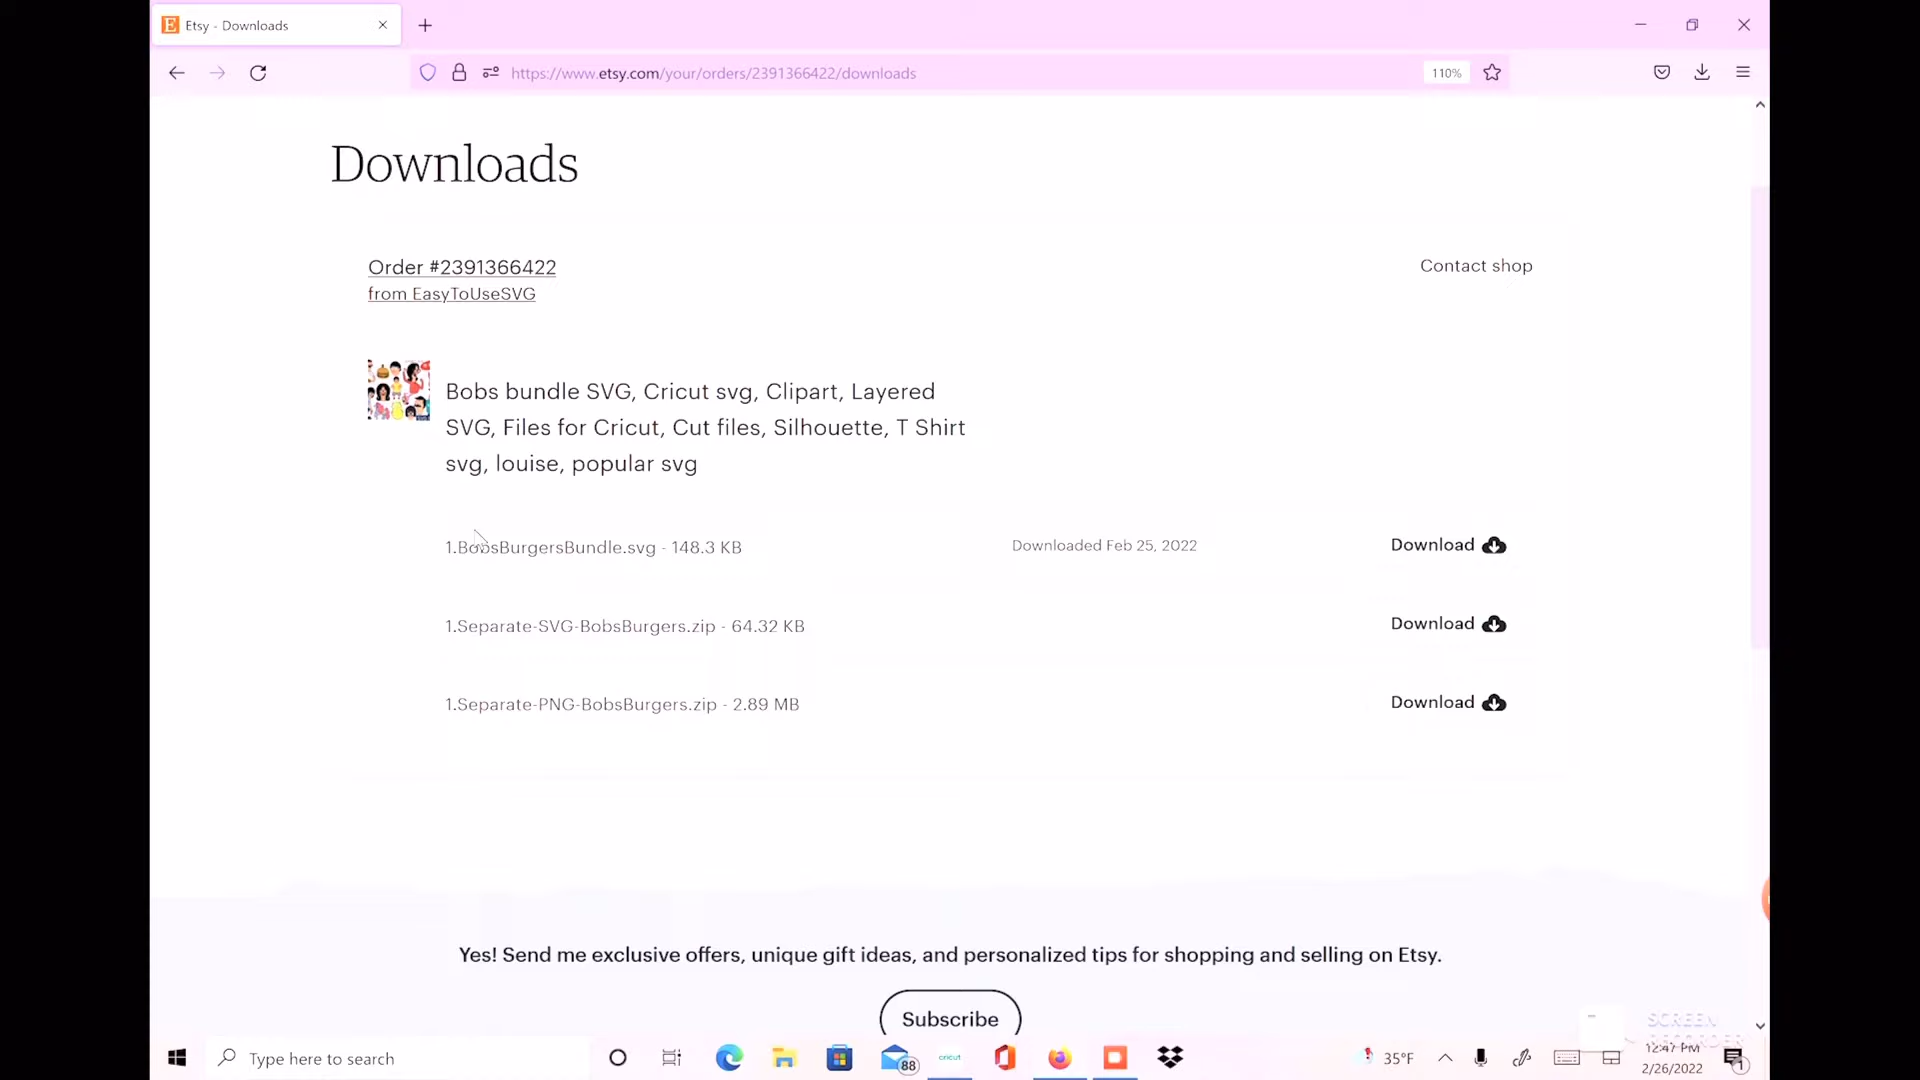 Etsy - Downloads
https://www.etsy.com/your/orders/2391366422/downloads
110%
Downloads
Order #2391366422
Contact shop
from EasyToUseSVG
Bobs bundle SVG, Cricut svg, Clipart, Layered
SVG, Files for Cricut, Cut files, Silhouette, T Shirt
svg, louise, popular svg
1.BobsBurgersBundle.svg - 148.3 KB
Downloaded Feb 25, 2022
Download
1.Separate-SVG-BobsBurgers.zip - 64.32 KB
Download
1.Separate-PNG-BobsBurgers.zip - 2.89 MB
Download
Yes! Send me exclusive offers, unique gift ideas, and personalized tips for shopping and selling on Etsy.
Subscribe
SCREEN
RECORDER
Type here to search
88
cricut
35°F
12:47 PM
2/26/2022
1